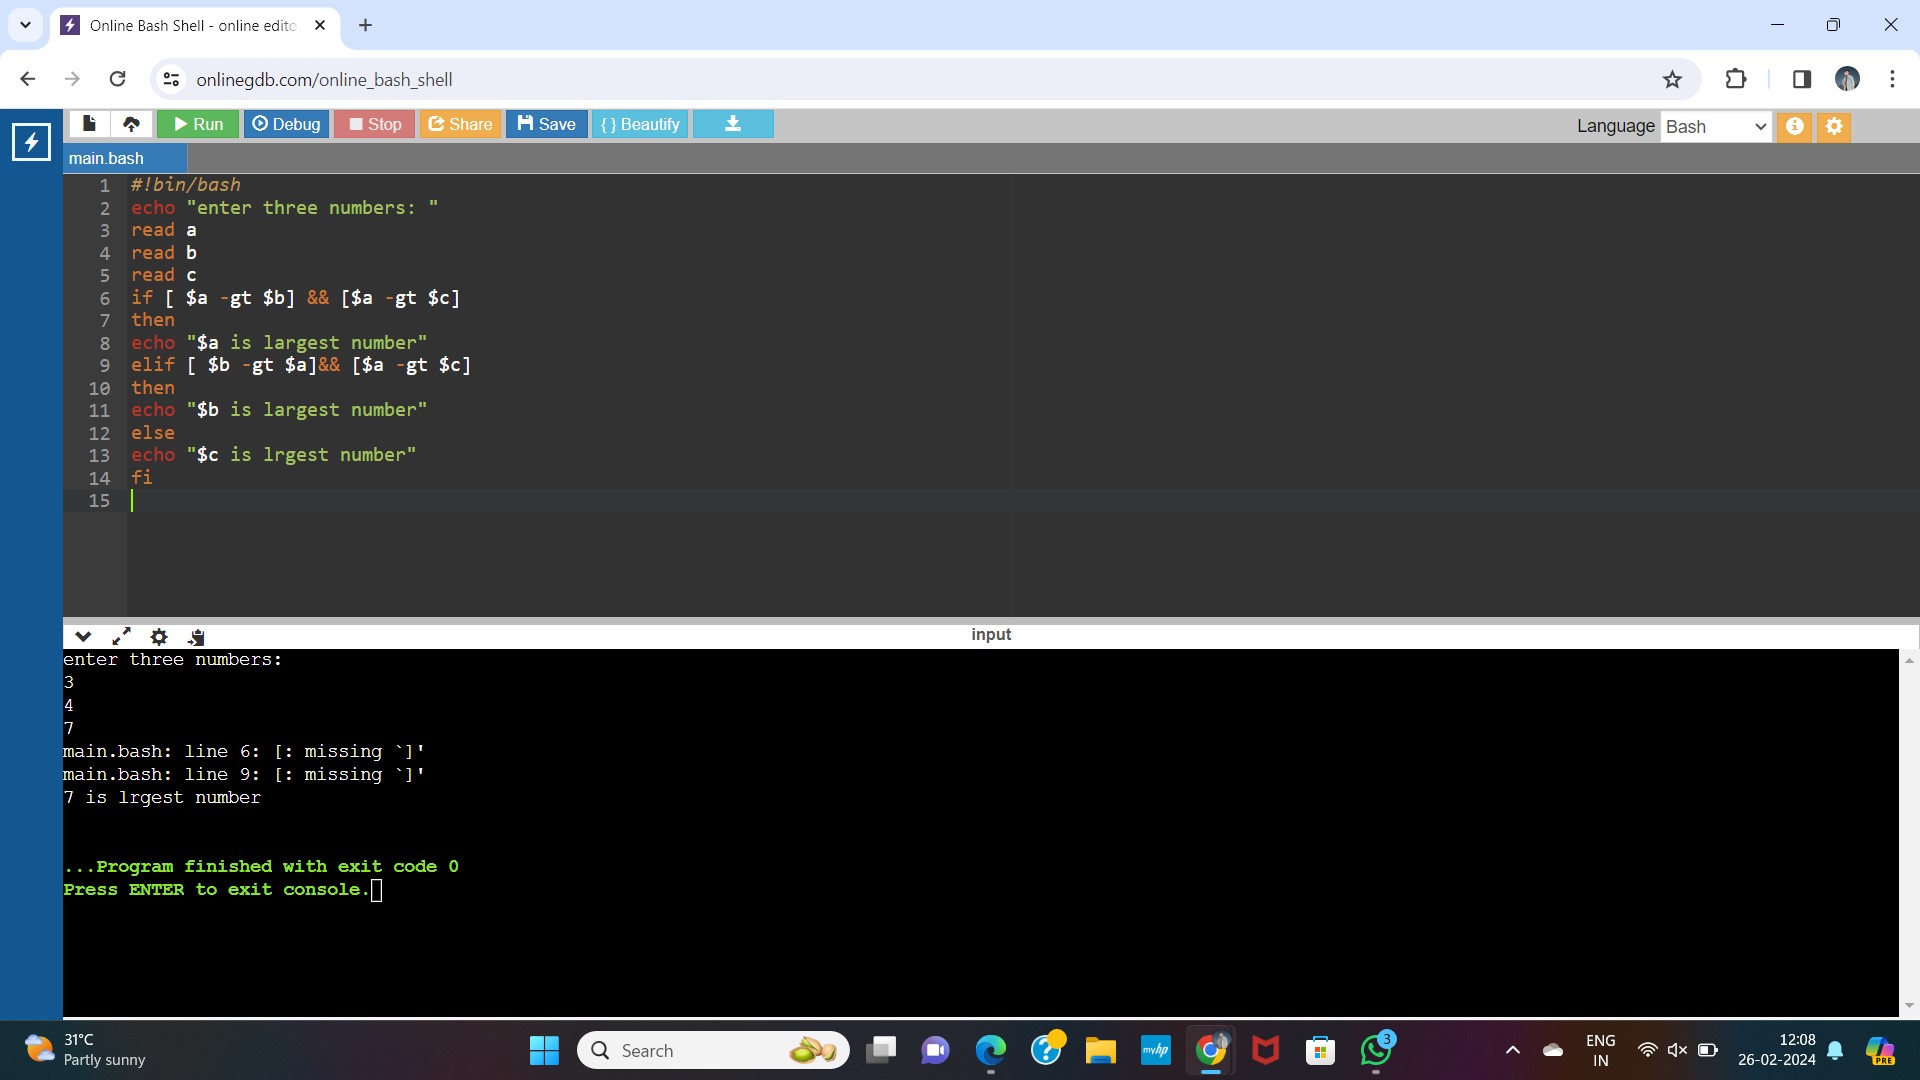 Online Bash Shell - online edito
onlinegdb.com/online_bash_shell
Run Debug Stop Share Save { } Beautify Language Bash
main.bash
1 #!bin/bash
2 echo "enter three numbers: "
3 read a
4 read b
5 read c
6 if [ $a -gt $b] && [$a -gt $c]
7 then
8 echo "$a is largest number"
9 elif [ $b -gt $a]&& [$a -gt $c]
10 then
11 echo "$b is largest number"
12 else
13 echo "$c is lrgest number"
14 fi
15
input
enter three numbers:
3
4
7
main.bash: line 6: [: missing `]'
main.bash: line 9: [: missing `]'
7 is lrgest number
...Program finished with exit code 0
Press ENTER to exit console.
31°C
Partly sunny
Search
myhp
3
ENG
IN
12:08
26-02-2024
PRE